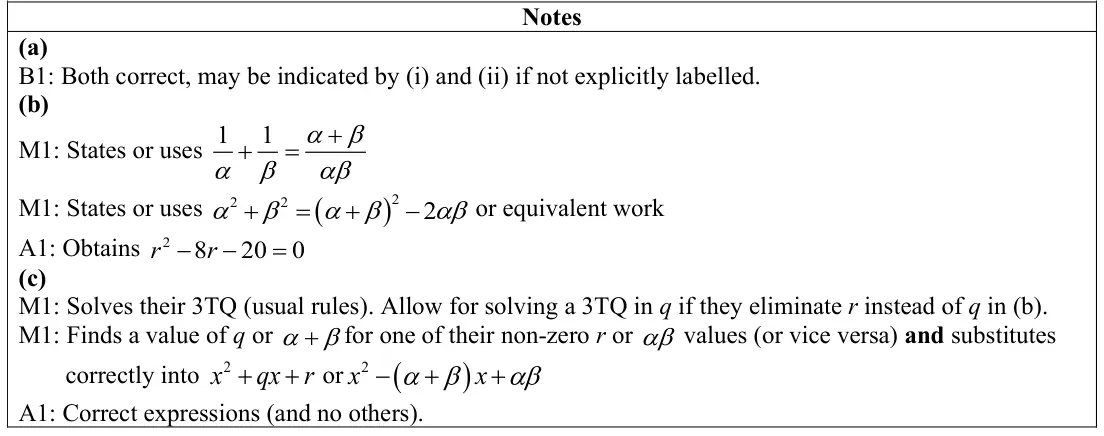 Notes
(a)
B1: Both correct, may be indicated by (i) and (ii) if not explicitly labelled.
(b)
M1: States or uses 1/α + 1/β = (α + β)/(αβ)
M1: States or uses α² + β² = (α + β)² − 2αβ or equivalent work
A1: Obtains r² − 8r − 20 = 0
(c)
M1: Solves their 3TQ (usual rules). Allow for solving a 3TQ in q if they eliminate r instead of q in (b).
M1: Finds a value of q or α + β for one of their non-zero r or αβ values (or vice versa) and substitutes
correctly into x² + qx + r or x² − (α + β)x + αβ
A1: Correct expressions (and no others).